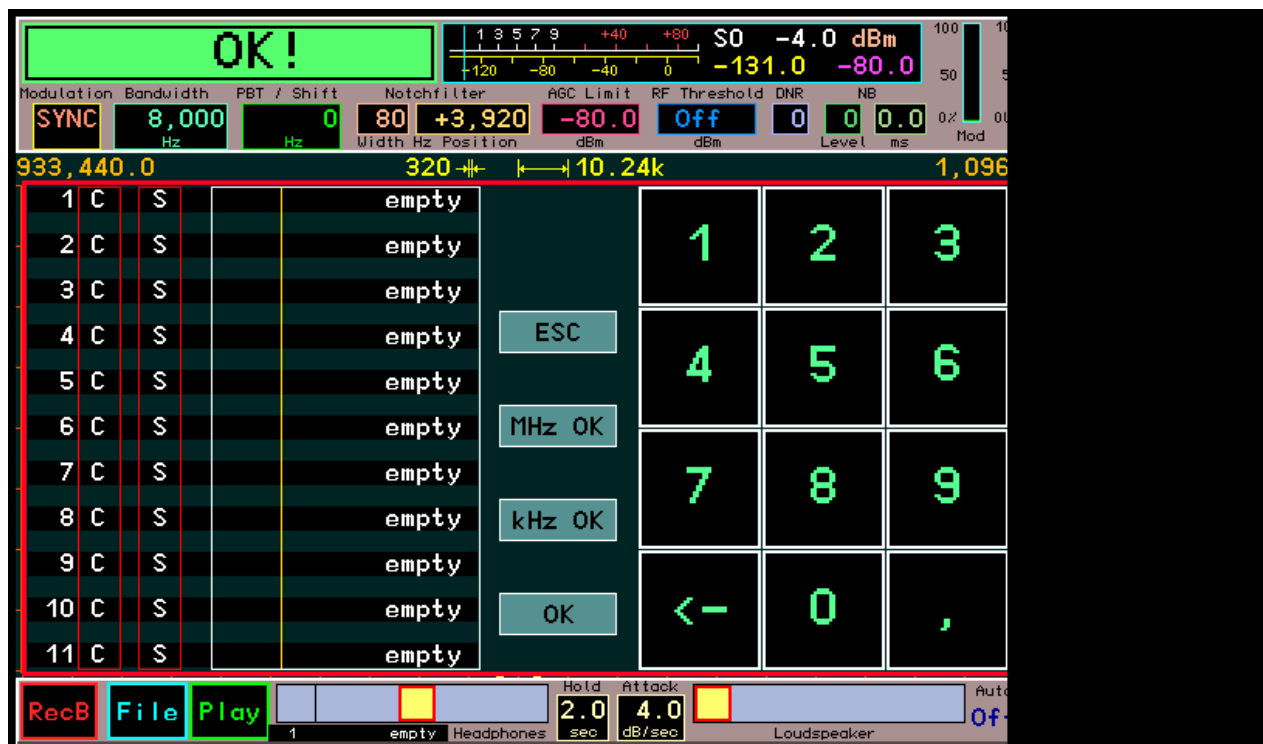 OK!
1 3 5 7 9 +40 +80 S0 -4.0 dBm
-120 -80 -40 0 -131.0 -80.0
100
50
0%
Mod
Modulation Bandwidth PBT / Shift Notchfilter AGC Limit RF Threshold DNR NB
SYNC 8,000 0 80 +3,920 -80.0 Off 0 0 0.0
Hz Hz Width Hz Position dBm dBm Level ms
933,440.0 320 10.24k 1,096
1 C S empty
2 C S empty
3 C S empty
4 C S empty
5 C S empty
6 C S empty
7 C S empty
8 C S empty
9 C S empty
10 C S empty
11 C S empty
ESC
MHz OK
kHz OK
OK
1 2 3
4 5 6
7 8 9
<- 0 ,
Hold Attack
RecB File Play 2.0 4.0
1 empty Headphones sec dB/sec Loudspeaker